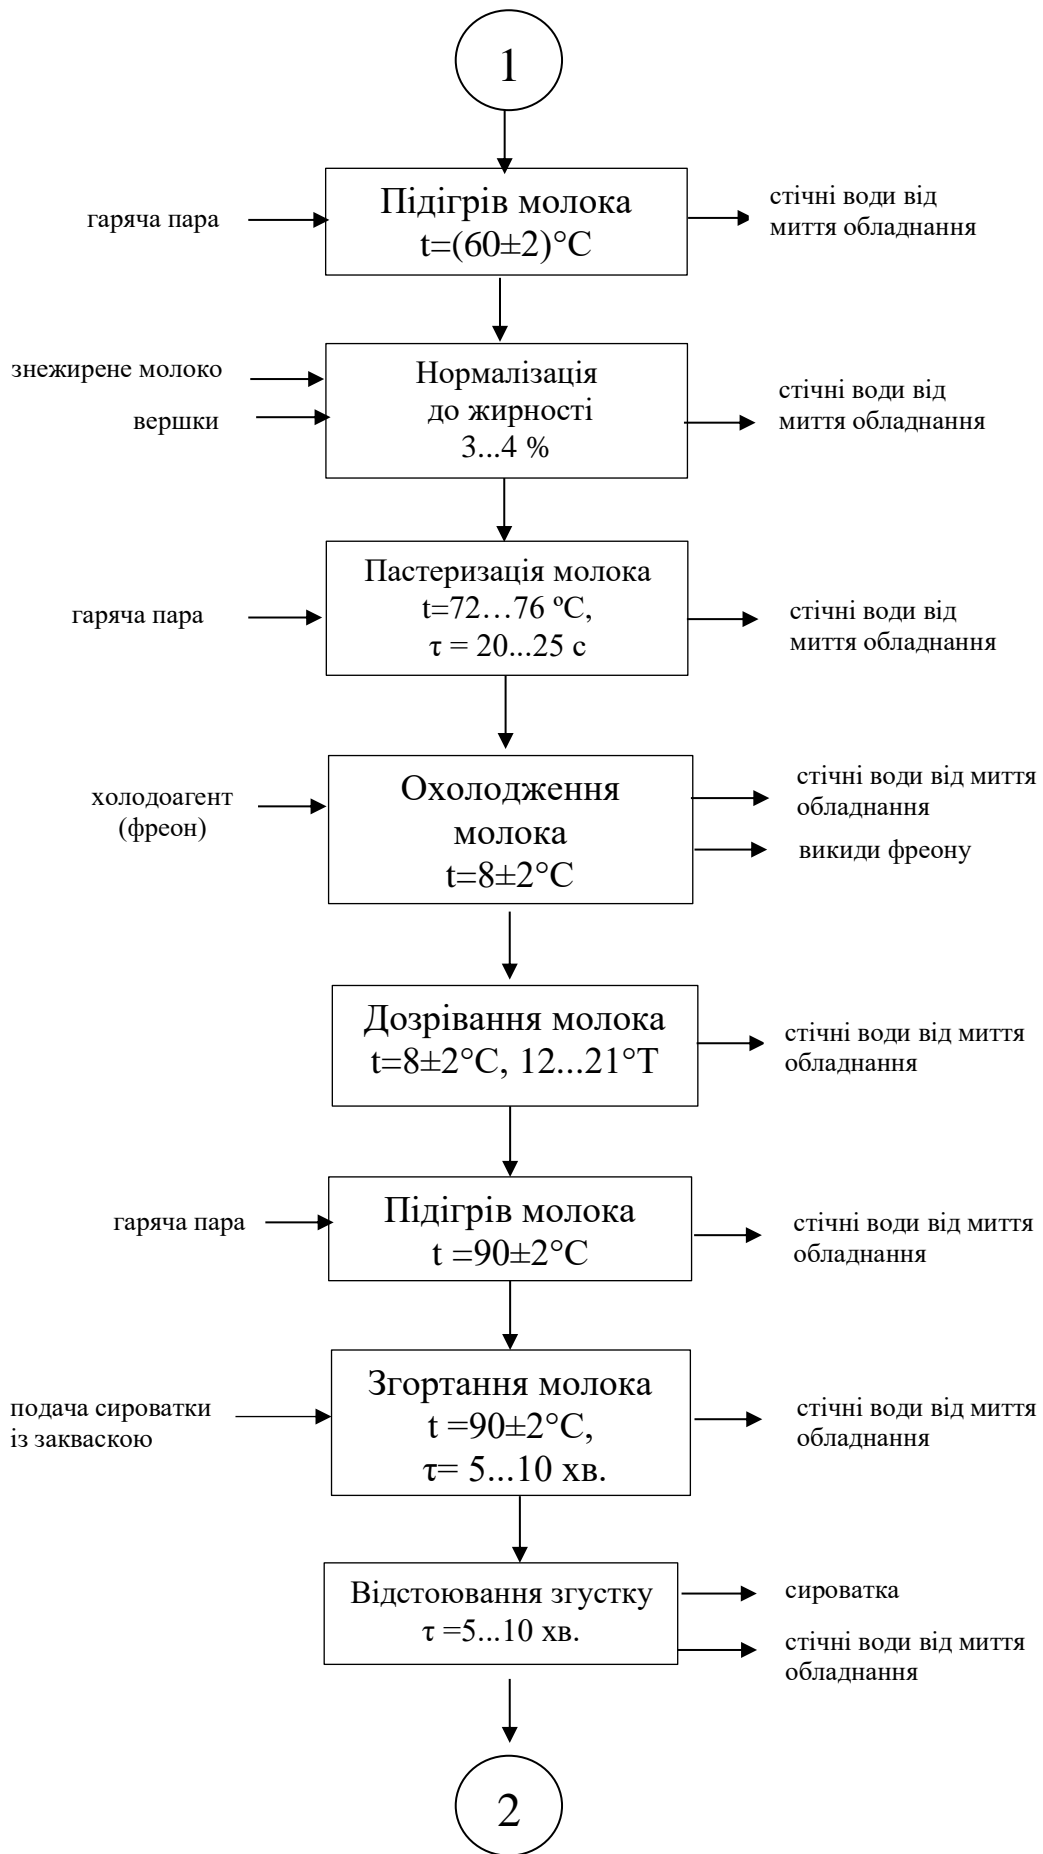 1
гаряча пара
Підігрів молока
t=(60±2)°C
стічні води від
миття обладнання
знежирене молоко
вершки
Нормалізація
до жирності
3...4 %
стічні води від
миття обладнання
гаряча пара
Пастеризація молока
t=72…76 ºC,
τ = 20...25 с
стічні води від
миття обладнання
холодоагент
(фреон)
Охолодження
молока
t=8±2°C
стічні води від миття
обладнання
викиди фреону
Дозрівання молока
t=8±2°C, 12...21°Т
стічні води від миття
обладнання
гаряча пара
Підігрів молока
t =90±2°C
стічні води від миття
обладнання
подача сироватки
із закваскою
Згортання молока
t =90±2°C,
τ= 5...10 хв.
стічні води від миття
обладнання
Відстоювання згустку
τ =5...10 хв.
сироватка
стічні води від миття
обладнання
2